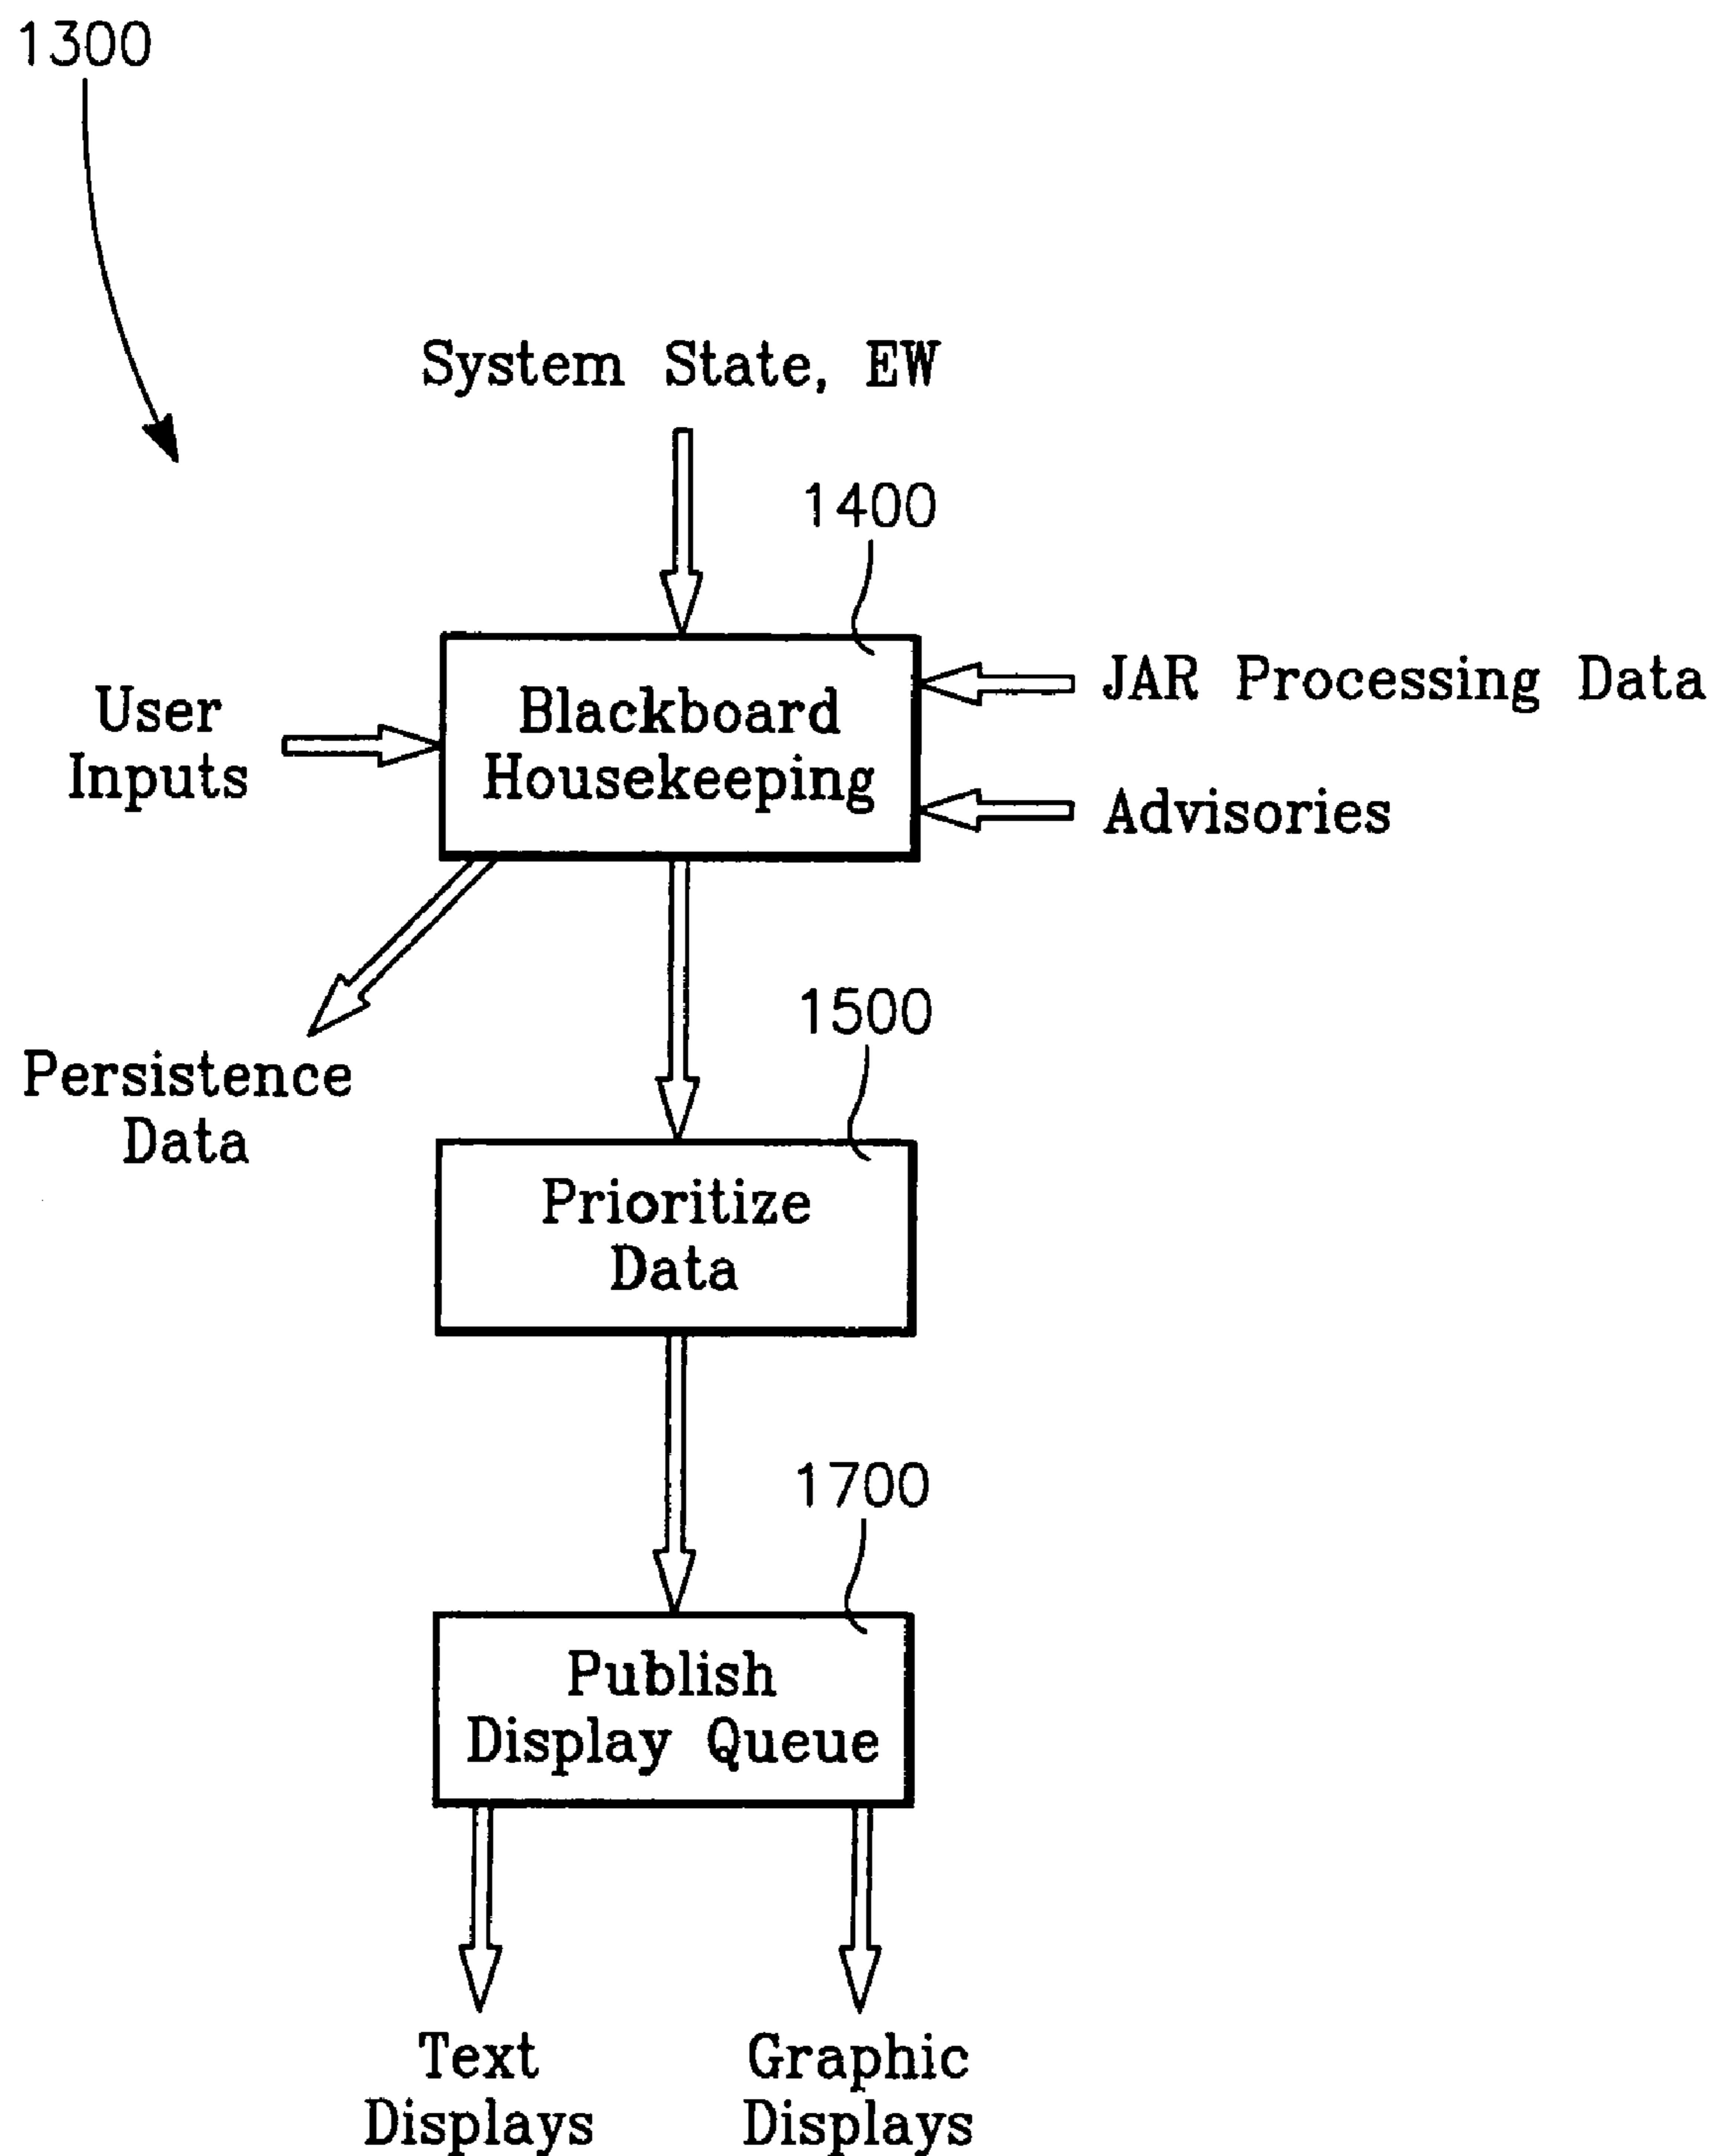 1300
System State, EW
1400
JAR Processing Data
User
Inputs
Blackboard
Housekeeping
Advisories
Persistence
Data
1500
Prioritize
Data
1700
Publish
Display Queue
Text
Displays
Graphic
Displays